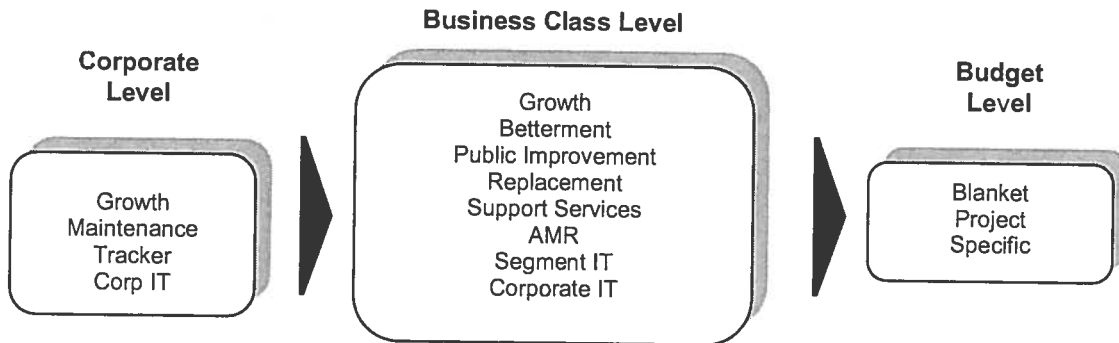 Corporate
Level
Growth
Maintenance
Tracker
Corp IT
Business Class Level
Growth
Betterment
Public Improvement
Replacement
Support Services
AMR
Segment IT
Corporate IT
Budget
Level
Blanket
Project
Specific